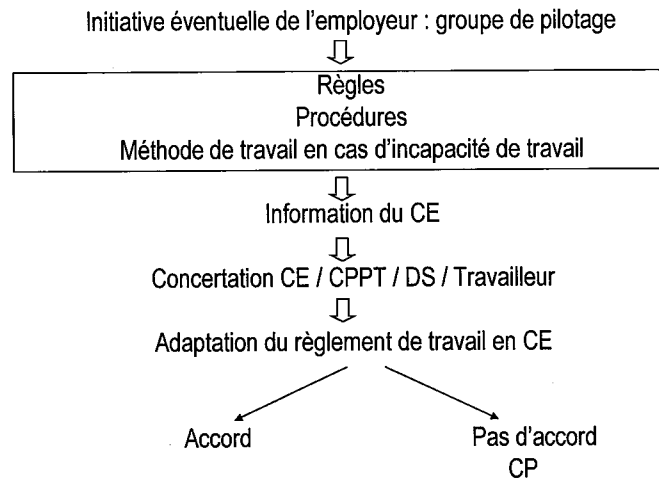 Initiative éventuelle de l'employeur : groupe de pilotage
Règles
Procédures
Méthode de travail en cas d'incapacité de travail
Information du CE
Concertation CE / CPPT / DS / Travailleur
Adaptation du règlement de travail en CE
Accord
Pas d'accord
CP